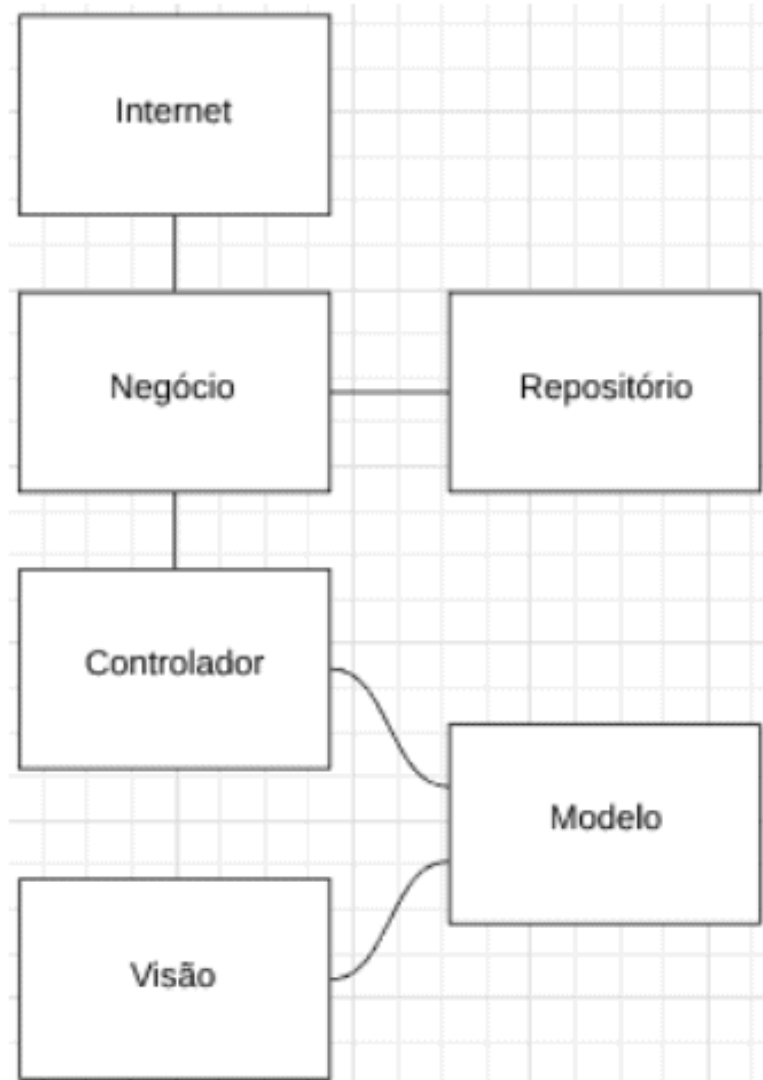 Internet
Negócio
Repositório
Controlador
Modelo
Visão